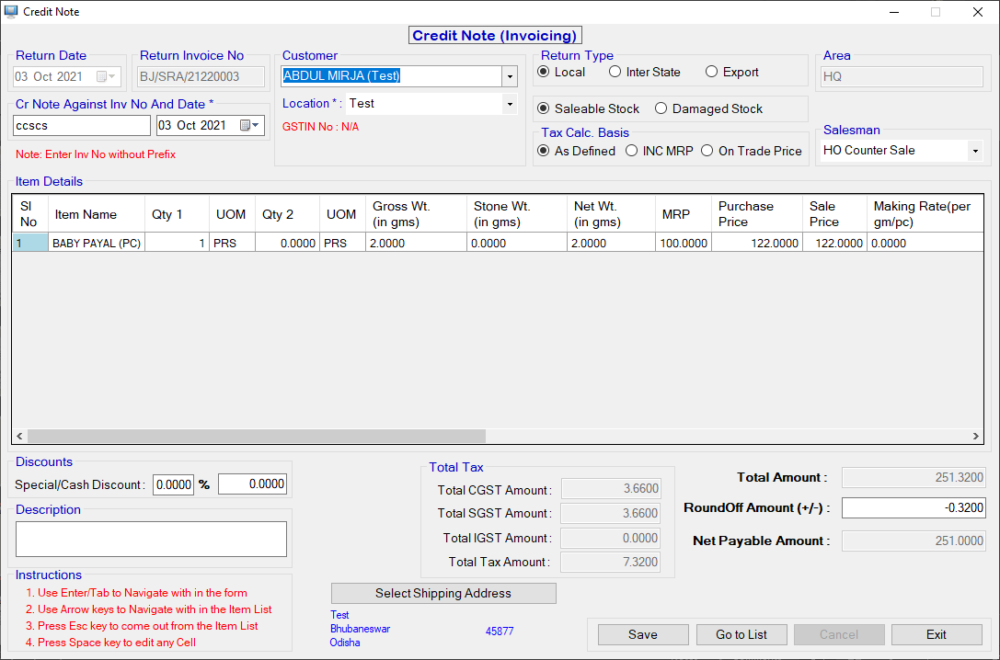 Credit Note
Credit Note (Invoicing)
Return Date
03 Oct 2021
Return Invoice No
BJ/SRA/21220003
Cr Note Against Inv No And Date *
ccscs
03 Oct 2021
Note: Enter Inv No without Prefix
Customer
ABDUL MIRJA (Test)
Location * : Test
GSTIN No : N/A
Return Type
Local Inter State Export
Saleable Stock Damaged Stock
Tax Calc. Basis
As Defined INC MRP On Trade Price
Area
HQ
Salesman
HO Counter Sale
Item Details
Sl No Item Name Qty 1 UOM Qty 2 UOM Gross Wt. (in gms) Stone Wt. (in gms) Net Wt. (in gms) MRP Purchase Price Sale Price Making Rate(per gm/pc)
1 BABY PAYAL (PC) 1 PRS 0.0000 PRS 2.0000 0.0000 2.0000 100.0000 122.0000 122.0000 0.0000
Discounts
Special/Cash Discount : 0.0000 % 0.0000
Description
Instructions
1. Use Enter/Tab to Navigate with in the form
2. Use Arrow keys to Navigate with in the Item List
3. Press Esc key to come out from the Item List
4. Press Space key to edit any Cell
Total Tax
Total CGST Amount : 3.6600
Total SGST Amount : 3.6600
Total IGST Amount : 0.0000
Total Tax Amount : 7.3200
Select Shipping Address
Test
Bhubaneswar 45877
Odisha
Total Amount : 251.3200
RoundOff Amount (+/-) : -0.3200
Net Payable Amount : 251.0000
Save Go to List Cancel Exit